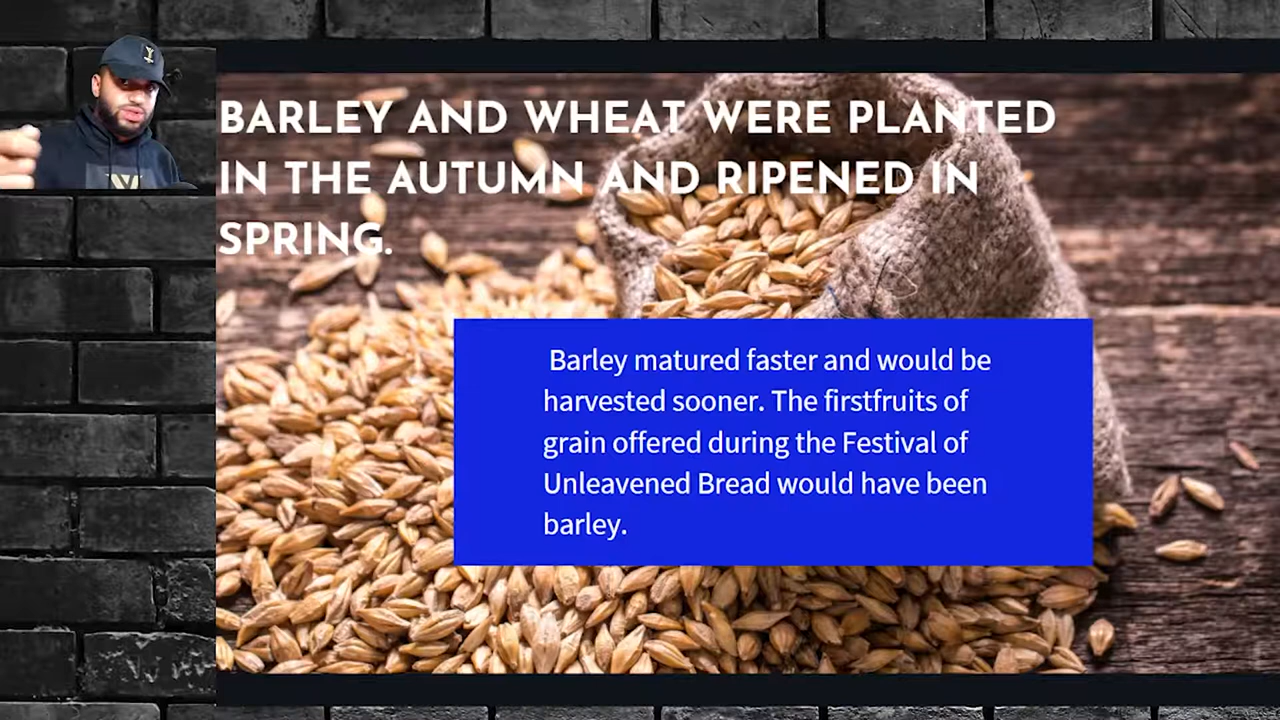 BARLEY AND WHEAT WERE PLANTED
IN THE AUTUMN AND RIPENED IN
SPRING.
Barley matured faster and would be
harvested sooner. The firstfruits of
grain offered during the Festival of
Unleavened Bread would have been
barley.